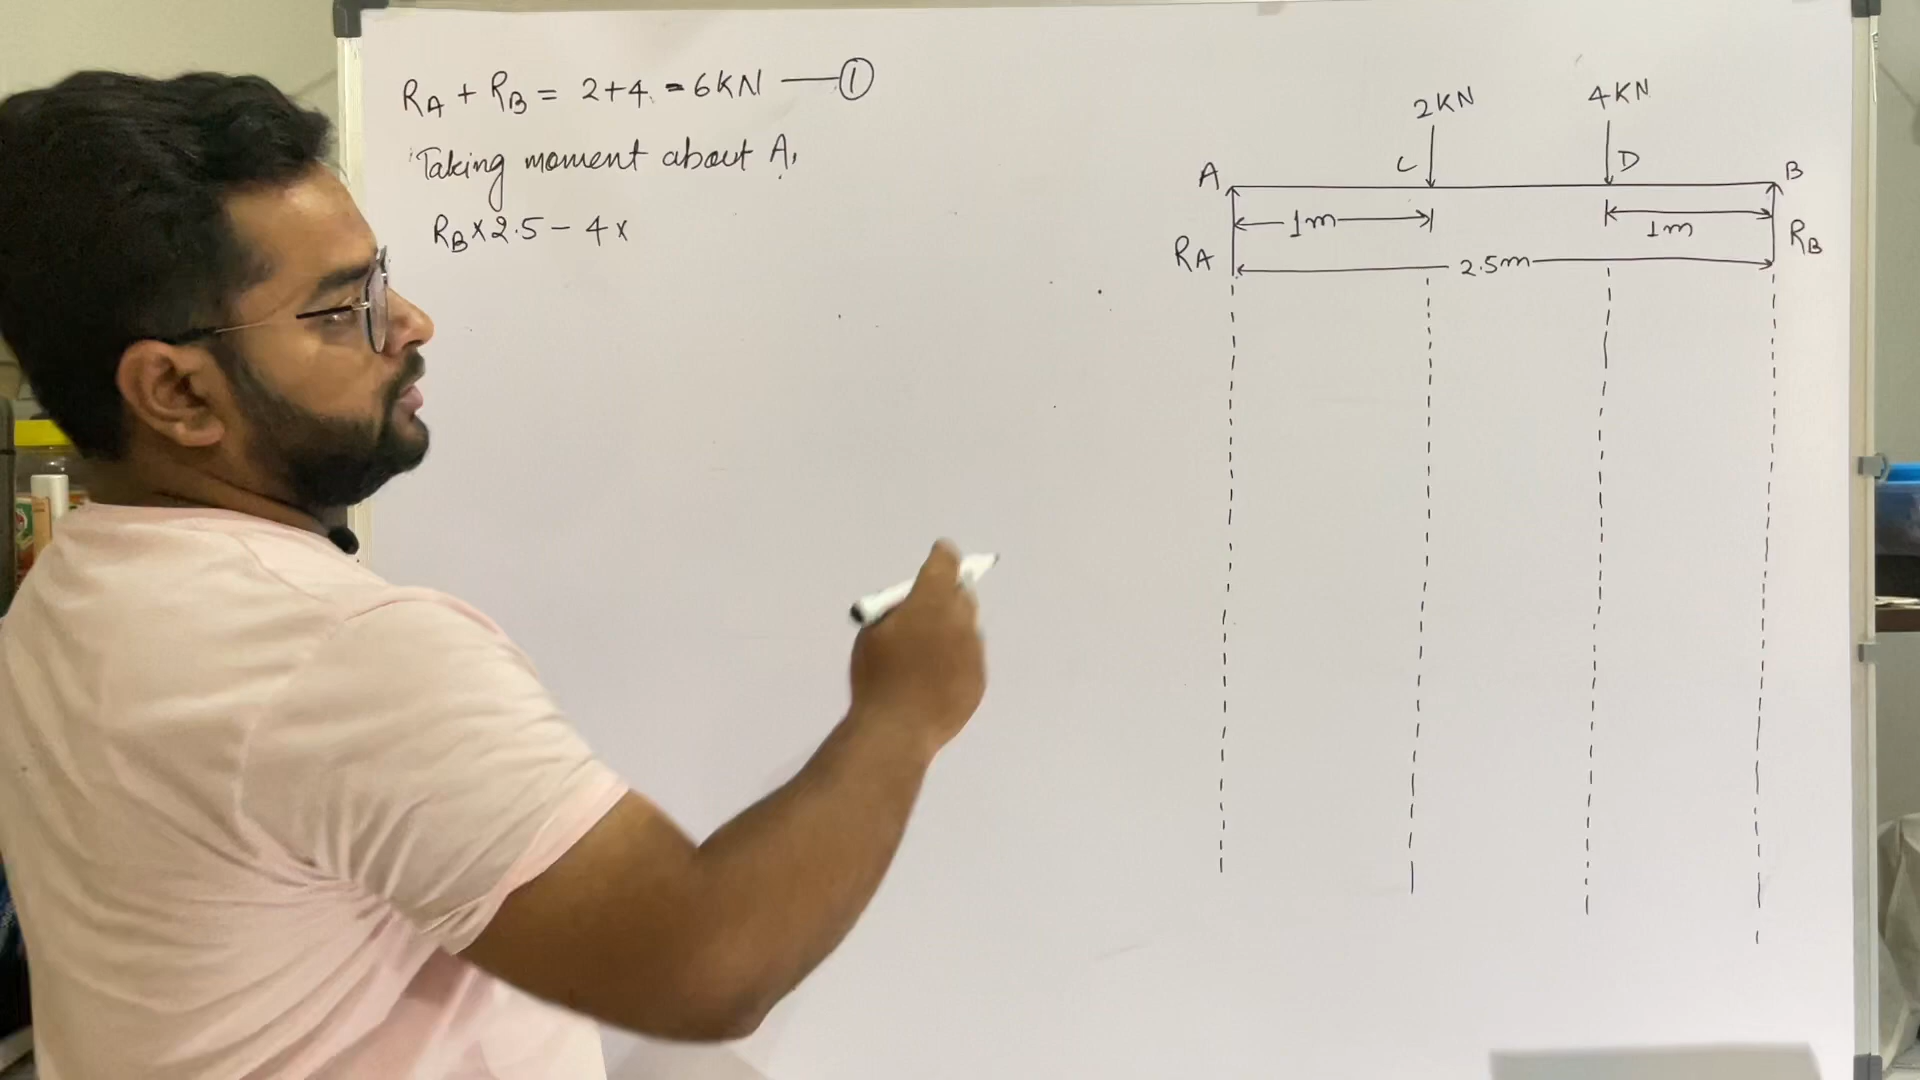 RA + RB = 2+4 = 6KN — ①
Taking moment about A,
RB×2.5 - 4×
2KN 4KN
A C D B
1m 1m
RA 2.5m RB